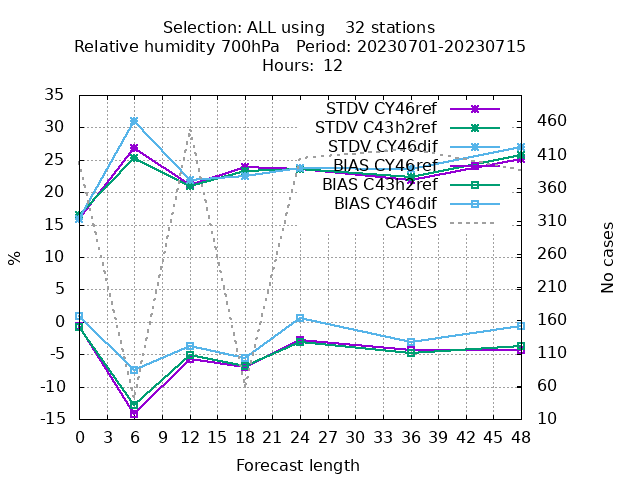 Selection: ALL using    32 stations
Relative humidity 700hPa   Period: 20230701-20230715
Hours:  12
STDV CY46ref
STDV C43h2ref
STDV CY46dif
BIAS CY46ref
BIAS C43h2ref
BIAS CY46dif
CASES
35
30
25
20
15
10
5
0
-5
-10
-15
%
460
410
360
310
260
210
160
110
60
10
No cases
0 3 6 9 12 15 18 21 24 27 30 33 36 39 42 45 48
Forecast length